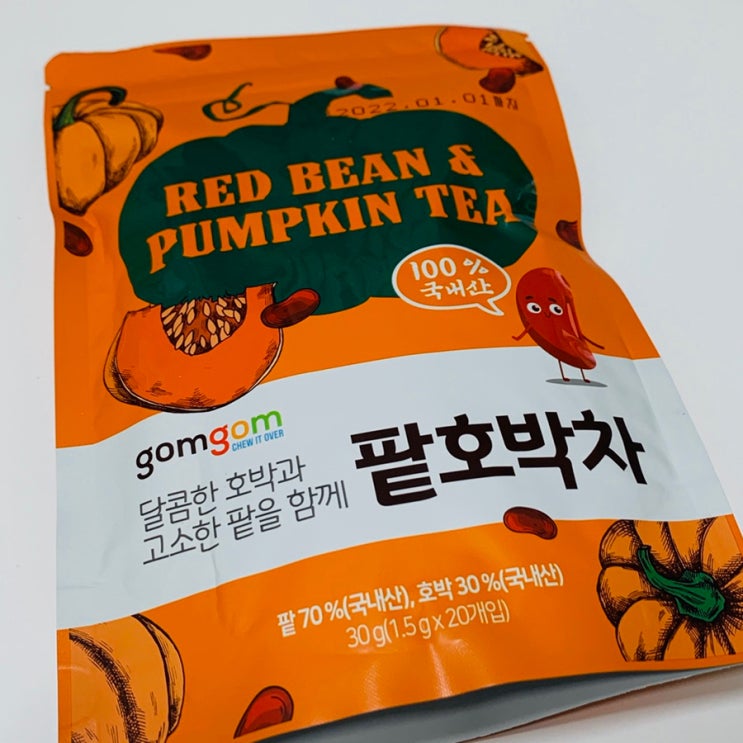 2022.01.01까지
RED BEAN &
PUMPKIN TEA
100%
국내산
gomgom
CHEW IT OVER
팥호박차
달콤한 호박과
고소한 팥을 함께
팥 70%(국내산), 호박 30%(국내산)
30g(1.5g x 20개입)